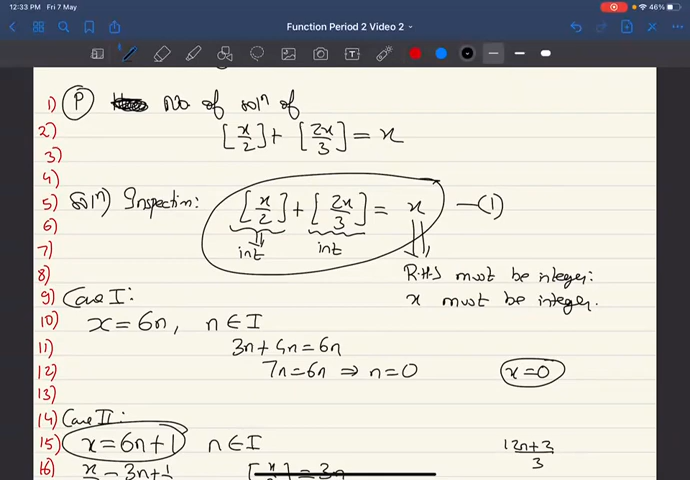 12:33 PM Fri 7 May
46%
Function Period 2 Video 2
1) P No of solⁿ of
2) [x/2] + [2x/3] = x
3)
4)
5) solⁿ) Inspection: [x/2] + [2x/3] = x —(1)
6) int int
7) R.H.S must be integer:
8) x must be integer.
9) Case I:
10) x = 6n, n ∈ I
11) 3n + 4n = 6n
12) 7n = 6n ⇒ n = 0 x = 0
13)
14) Case II:
15) x = 6n + 1 n ∈ I 12n+2/3
16) x = 3n + 1 [x = 3n